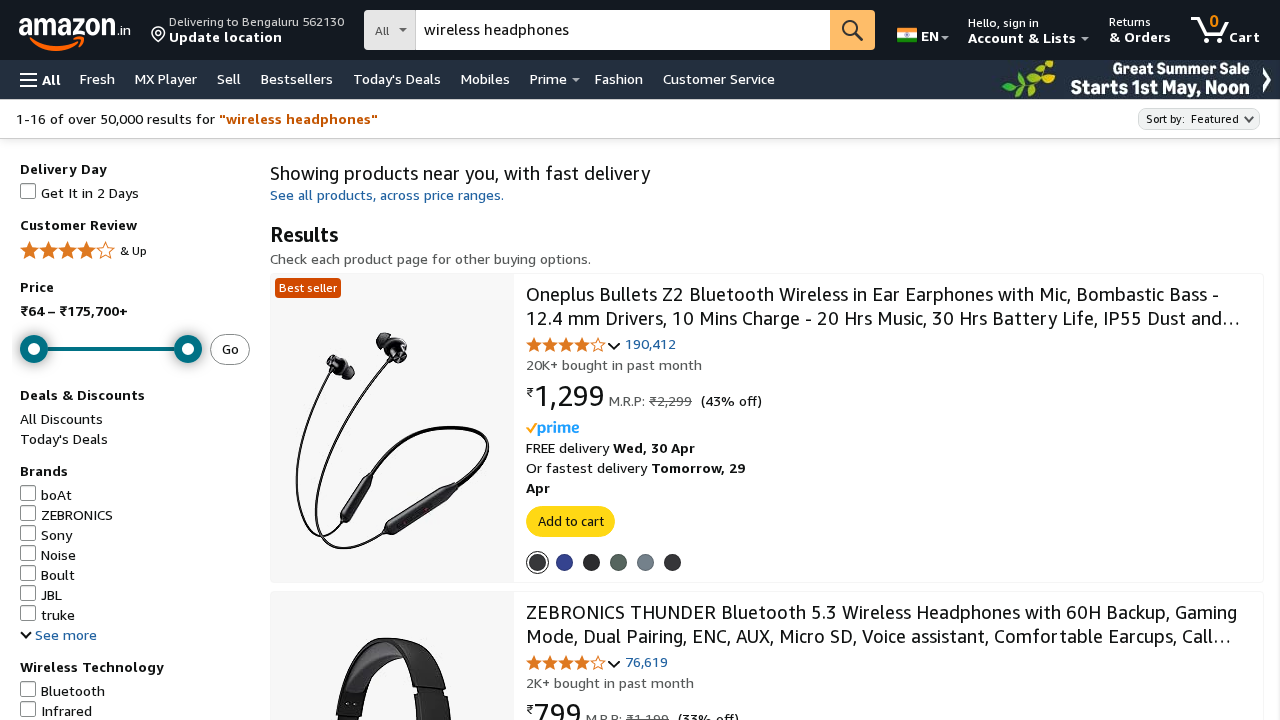 amazon.in
Delivering to Bengaluru 562130
Update location
All
wireless headphones
EN
Hello, sign in
Account & Lists
Returns
& Orders
0
Cart
All
Fresh
MX Player
Sell
Bestsellers
Today's Deals
Mobiles
Prime
Fashion
Customer Service
Great Summer Sale
Starts 1st May, Noon
1-16 of over 50,000 results for "wireless headphones"
Sort by: Featured
Delivery Day
Get It in 2 Days
Customer Review
& Up
Price
₹64 – ₹175,700+
Go
Deals & Discounts
All Discounts
Today's Deals
Brands
boAt
ZEBRONICS
Sony
Noise
Boult
JBL
truke
See more
Wireless Technology
Bluetooth
Infrared
Showing products near you, with fast delivery
See all products, across price ranges.
Results
Check each product page for other buying options.
Best seller
Oneplus Bullets Z2 Bluetooth Wireless in Ear Earphones with Mic, Bombastic Bass -
12.4 mm Drivers, 10 Mins Charge - 20 Hrs Music, 30 Hrs Battery Life, IP55 Dust and…
190,412
20K+ bought in past month
₹1,299 M.R.P: ₹2,299 (43% off)
prime
FREE delivery Wed, 30 Apr
Or fastest delivery Tomorrow, 29
Apr
Add to cart
ZEBRONICS THUNDER Bluetooth 5.3 Wireless Headphones with 60H Backup, Gaming
Mode, Dual Pairing, ENC, AUX, Micro SD, Voice assistant, Comfortable Earcups, Call…
76,619
2K+ bought in past month
₹799 M.R.P: ₹1,199 (33% off)